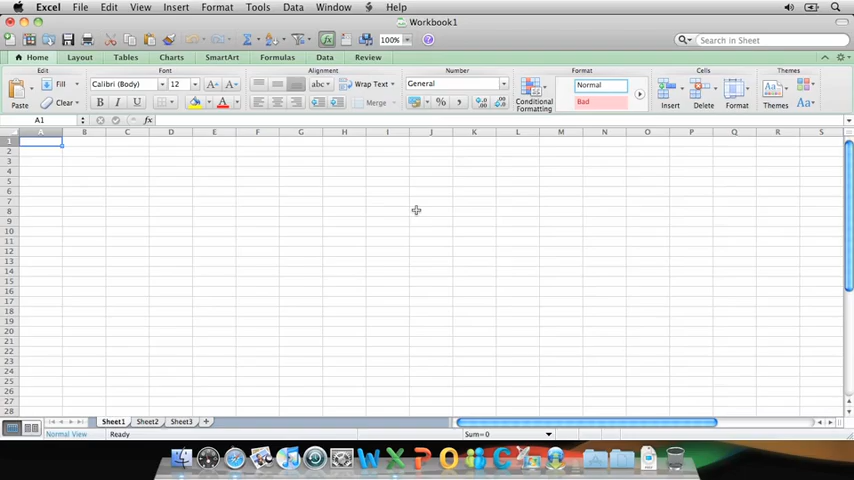 Excel File Edit View Insert Format Tools Data Window Help
Workbook1
100% Search in Sheet
Home Layout Tables Charts SmartArt Formulas Data Review
Edit Font Alignment Number Format Cells Themes
Fill Calibri (Body) 12 A A abc Wrap Text General Normal
Paste Clear B I U A Merge % Conditional Formatting Bad Insert Delete Format Themes Aa
A1 fx
A B C D E F G H I J K L M N O P Q R S
1
2
3
4
5
6
7
8
9
10
11
12
13
14
15
16
17
18
19
20
21
22
23
24
25
26
27
28
Sheet1 Sheet2 Sheet3 +
Normal View Ready Sum=0
W X P O